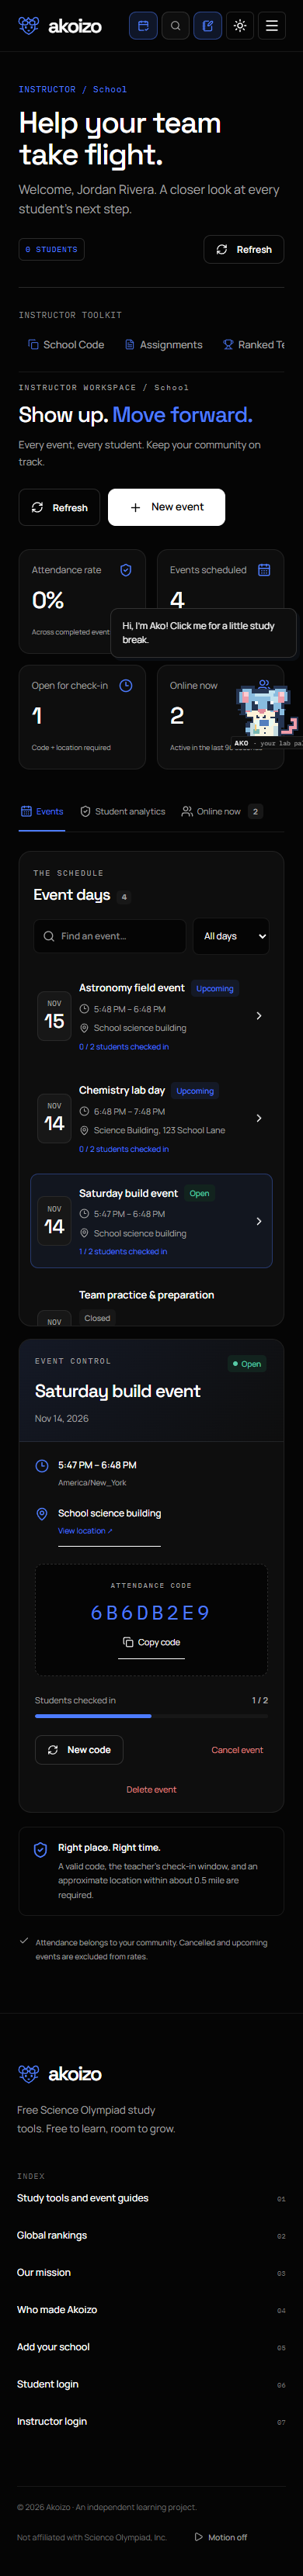 akoizo
INSTRUCTOR / School
Help your team
take flight.
Welcome, Jordan Rivera. A closer look at every
student's next step.
0 STUDENTS
Refresh
INSTRUCTOR TOOLKIT
School Code
Assignments
Ranked Te
INSTRUCTOR WORKSPACE / School
Show up. Move forward.
Every event, every student. Keep your community on
track.
Refresh
New event
Attendance rate
0%
Across completed event
Events scheduled
4
Hi, I'm Ako! Click me for a little study
break.
Open for check-in
1
Code + location required
Online now
2
Active in the last 90
AKO - your lab pal
Events
Student analytics
Online now 2
THE SCHEDULE
Event days 4
Find an event...
All days
NOV
15
Astronomy field event Upcoming
5:48 PM – 6:48 PM
School science building
0 / 2 students checked in
NOV
14
Chemistry lab day Upcoming
6:48 PM – 7:48 PM
Science Building, 123 School Lane
0 / 2 students checked in
NOV
14
Saturday build event Open
5:47 PM – 6:48 PM
School science building
1 / 2 students checked in
Team practice & preparation
Closed
NOV
EVENT CONTROL
Open
Saturday build event
Nov 14, 2026
5:47 PM – 6:48 PM
America/New_York
School science building
View location ↗
ATTENDANCE CODE
6B6DB2E9
Copy code
Students checked in
1 / 2
New code
Cancel event
Delete event
Right place. Right time.
A valid code, the teacher's check-in window, and an
approximate location within about 0.5 mile are
required.
Attendance belongs to your community. Cancelled and upcoming
events are excluded from rates.
akoizo
Free Science Olympiad study
tools. Free to learn, room to grow.
INDEX
Study tools and event guides 01
Global rankings 02
Our mission 03
Who made Akoizo 04
Add your school 05
Student login 06
Instructor login 07
© 2026 Akoizo · An independent learning project.
Not affiliated with Science Olympiad, Inc.
Motion off